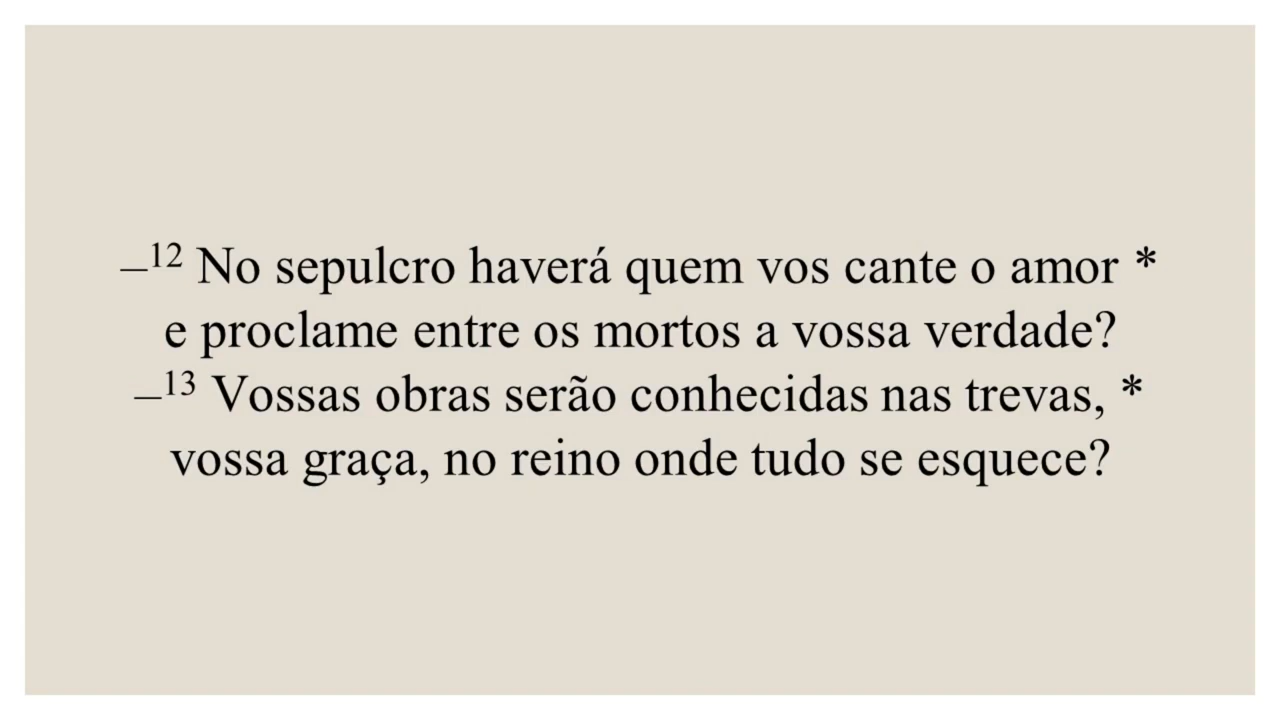 –¹² No sepulcro haverá quem vos cante o amor *
e proclame entre os mortos a vossa verdade?
–¹³ Vossas obras serão conhecidas nas trevas, *
vossa graça, no reino onde tudo se esquece?